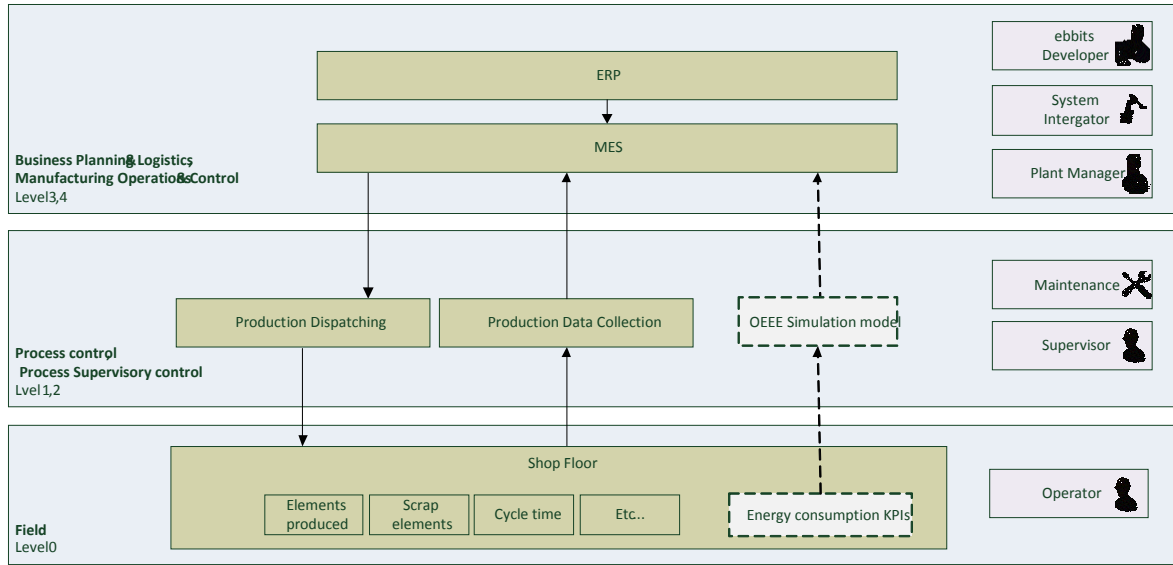 ebbits
Developer
ERP
System
Intergator
MES
Business Planning& Logistics,
Manufacturing Operations&Control
Level3,4
Plant Manager
Production Dispatching
Production Data Collection
OEEE Simulation model
Maintenance
Supervisor
Process control,
Process Supervisory control
Lvel1,2
Shop Floor
Elements
produced
Scrap
elements
Cycle time
Etc..
Energy consumption KPIs
Operator
Field
Level0